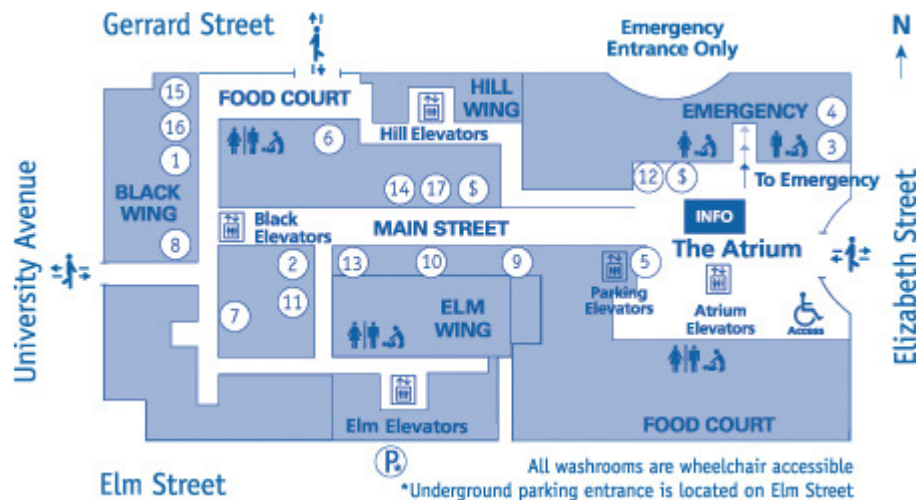 Gerrard Street
Emergency
Entrance Only
N
15
FOOD COURT
HILL
WING
EMERGENCY
4
16
6
Hill Elevators
3
1
12
$
To Emergency
BLACK
WING
14
17
$
INFO
Black
Elevators
MAIN STREET
The Atrium
8
2
13
10
9
5
University Avenue
Elizabeth Street
7
11
ELM
WING
Parking
Elevators
Atrium
Elevators
Access
Elm Elevators
FOOD COURT
P
Elm Street
All washrooms are wheelchair accessible
*Underground parking entrance is located on Elm Street